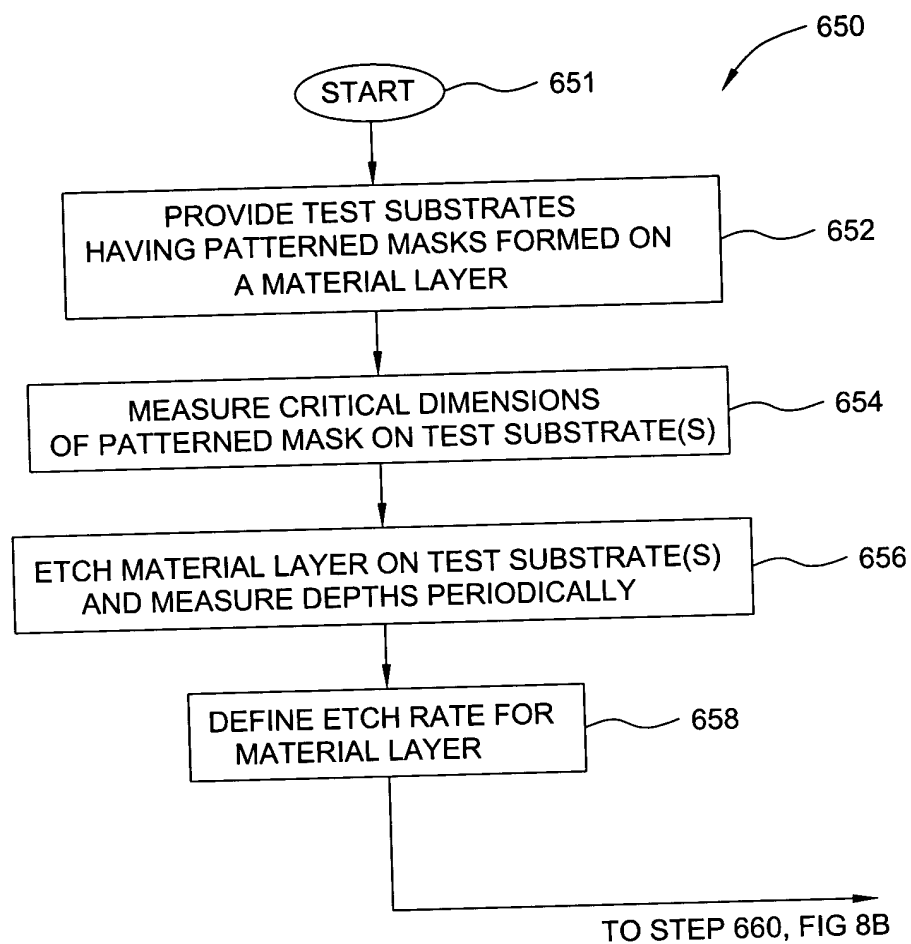 650
START
651
PROVIDE TEST SUBSTRATES
HAVING PATTERNED MASKS FORMED ON
A MATERIAL LAYER
652
MEASURE CRITICAL DIMENSIONS
OF PATTERNED MASK ON TEST SUBSTRATE(S)
654
ETCH MATERIAL LAYER ON TEST SUBSTRATE(S)
AND MEASURE DEPTHS PERIODICALLY
656
DEFINE ETCH RATE FOR
MATERIAL LAYER
658
TO STEP 660, FIG 8B